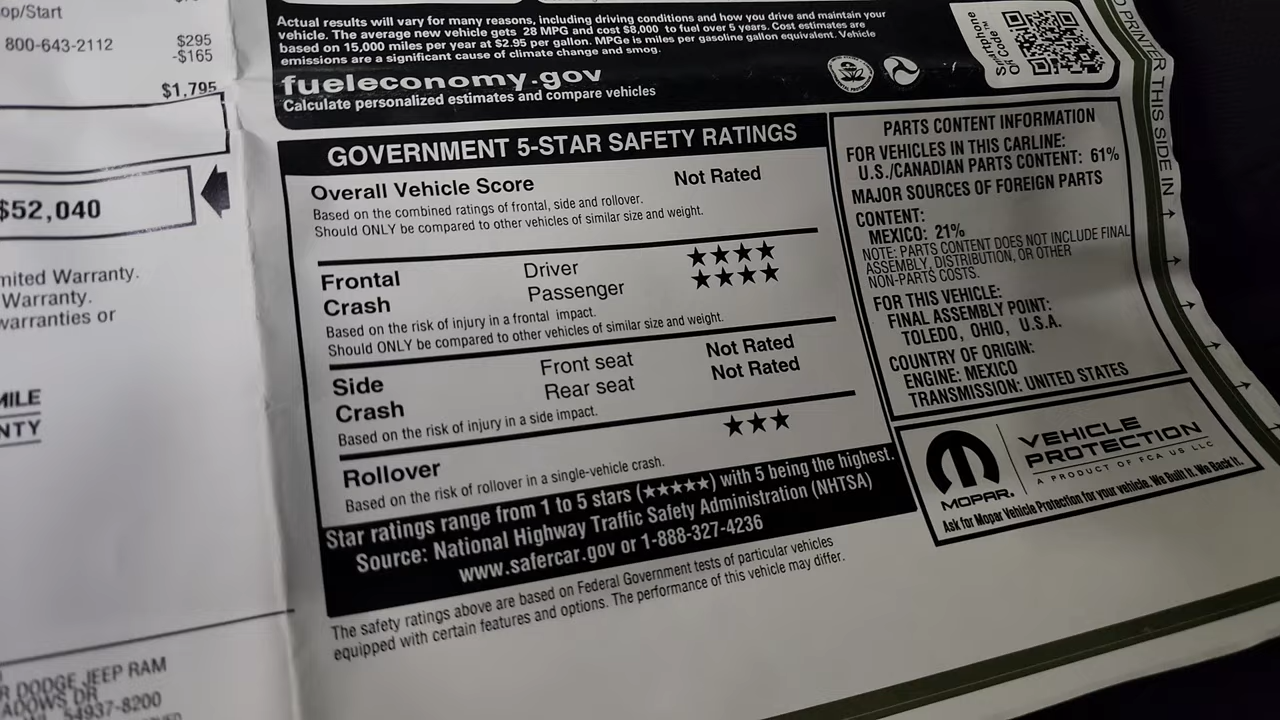 op/Start
800-643-2112 $295
-$165
$1,795
$52,040
mited Warranty.
Warranty.
warranties or
MILE
NTY
R DODGE JEEP RAM
ADOWS DR
54937-8200
Actual results will vary for many reasons, including driving conditions and how you drive and maintain your
vehicle. The average new vehicle gets 28 MPG and cost $8,000 to fuel over 5 years. Cost estimates are
based on 15,000 miles per year at $2.95 per gallon. MPGe is miles per gasoline gallon equivalent. Vehicle
emissions are a significant cause of climate change and smog.
fueleconomy.gov
Calculate personalized estimates and compare vehicles
Smartphone
QR Code™
GOVERNMENT 5-STAR SAFETY RATINGS
Overall Vehicle Score Not Rated
Based on the combined ratings of frontal, side and rollover.
Should ONLY be compared to other vehicles of similar size and weight.
Frontal Driver ★★★★
Crash Passenger ★★★★
Based on the risk of injury in a frontal impact.
Should ONLY be compared to other vehicles of similar size and weight.
Side Front seat Not Rated
Crash Rear seat Not Rated
Based on the risk of injury in a side impact.
Rollover ★★★
Based on the risk of rollover in a single-vehicle crash.
Star ratings range from 1 to 5 stars (★★★★★) with 5 being the highest.
Source: National Highway Traffic Safety Administration (NHTSA)
www.safercar.gov or 1-888-327-4236
The safety ratings above are based on Federal Government tests of particular vehicles
equipped with certain features and options. The performance of this vehicle may differ.
PARTS CONTENT INFORMATION
FOR VEHICLES IN THIS CARLINE:
U.S./CANADIAN PARTS CONTENT: 61%
MAJOR SOURCES OF FOREIGN PARTS
CONTENT:
MEXICO: 21%
NOTE: PARTS CONTENT DOES NOT INCLUDE FINAL
ASSEMBLY, DISTRIBUTION, OR OTHER
NON-PARTS COSTS.
FOR THIS VEHICLE:
FINAL ASSEMBLY POINT:
TOLEDO, OHIO, U.S.A.
COUNTRY OF ORIGIN:
ENGINE: MEXICO
TRANSMISSION: UNITED STATES
MOPAR.
VEHICLE
PROTECTION
A PRODUCT OF FCA US LLC
Ask for Mopar Vehicle Protection for your vehicle. We Built It. We Back It.
O PRINTER THIS SIDE IN →